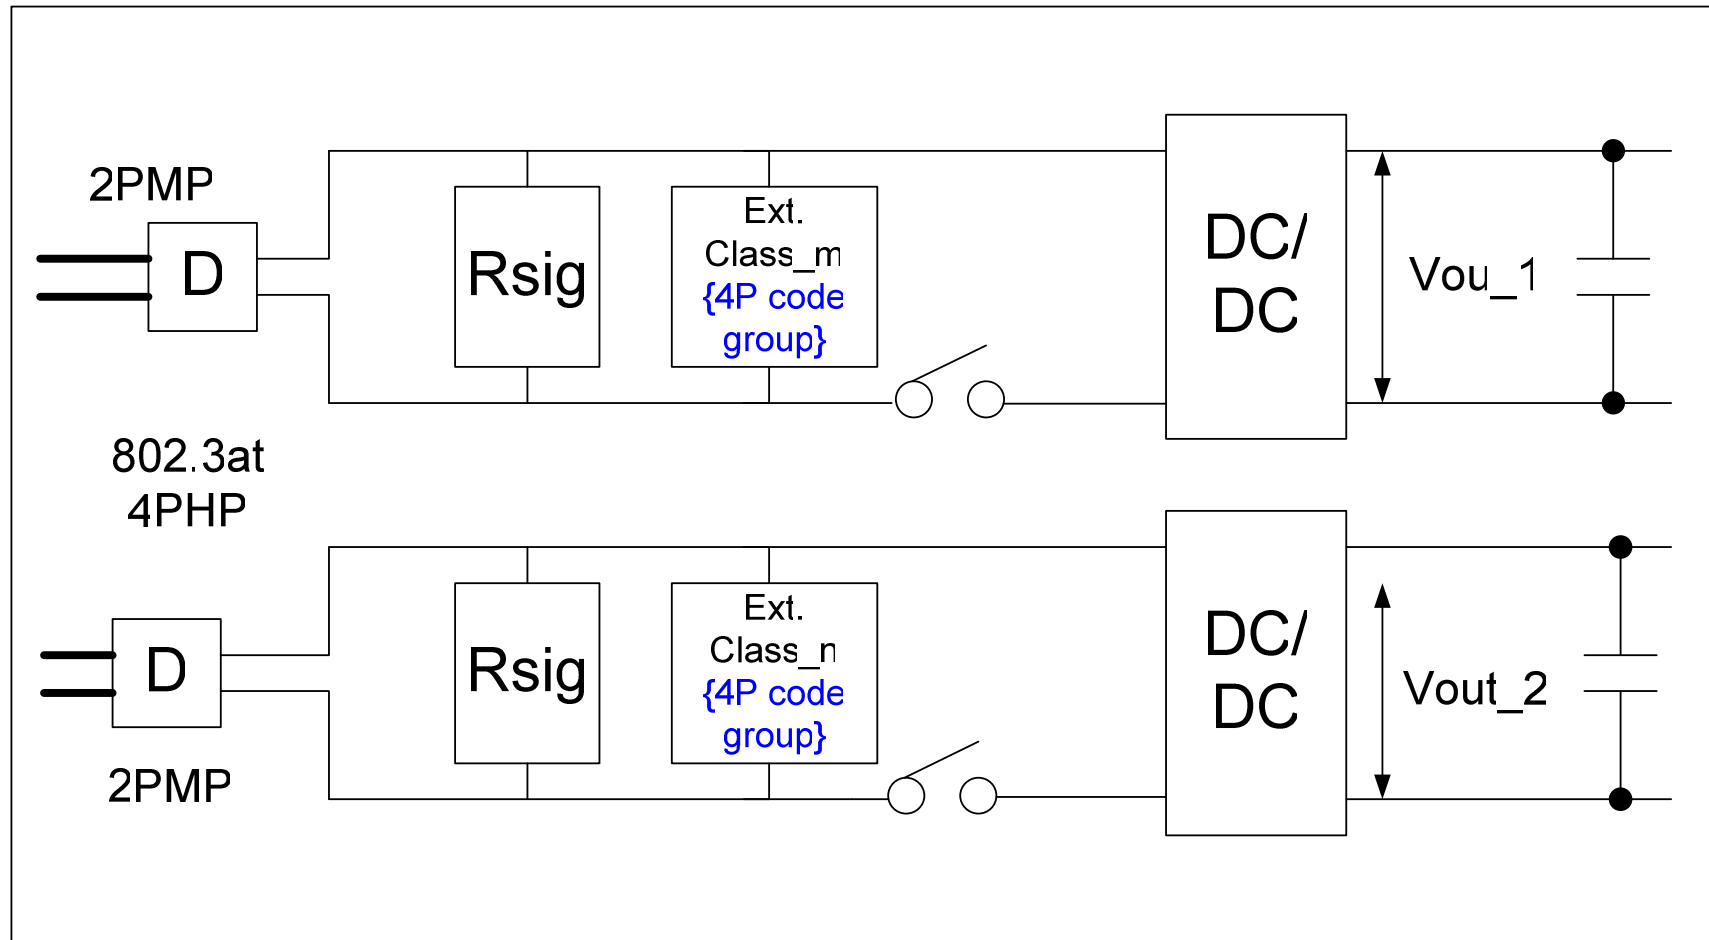 2PMP
D
Rsig
Ext.
Class_m
{4P code
group}
DC/
DC
Vou_1
802.3at
4PHP
D
2PMP
Rsig
Ext.
Class_n
{4P code
group}
DC/
DC
Vout_2